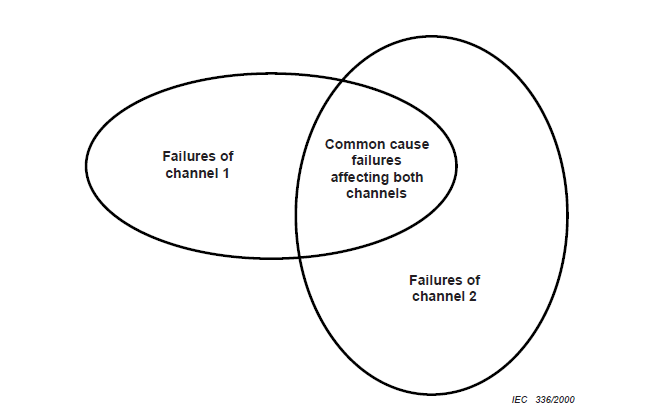 Failures of
channel 1
Common cause
failures
affecting both
channels
Failures of
channel 2
IEC 336/2000